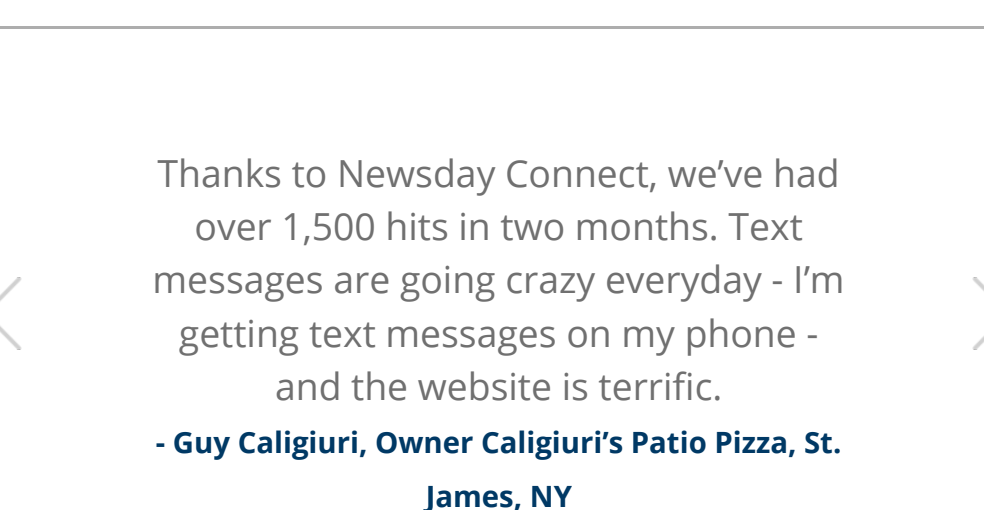 Thanks to Newsday Connect, we’ve had
over 1,500 hits in two months. Text
messages are going crazy everyday - I’m
getting text messages on my phone -
and the website is terrific.
- Guy Caligiuri, Owner Caligiuri’s Patio Pizza, St.
James, NY